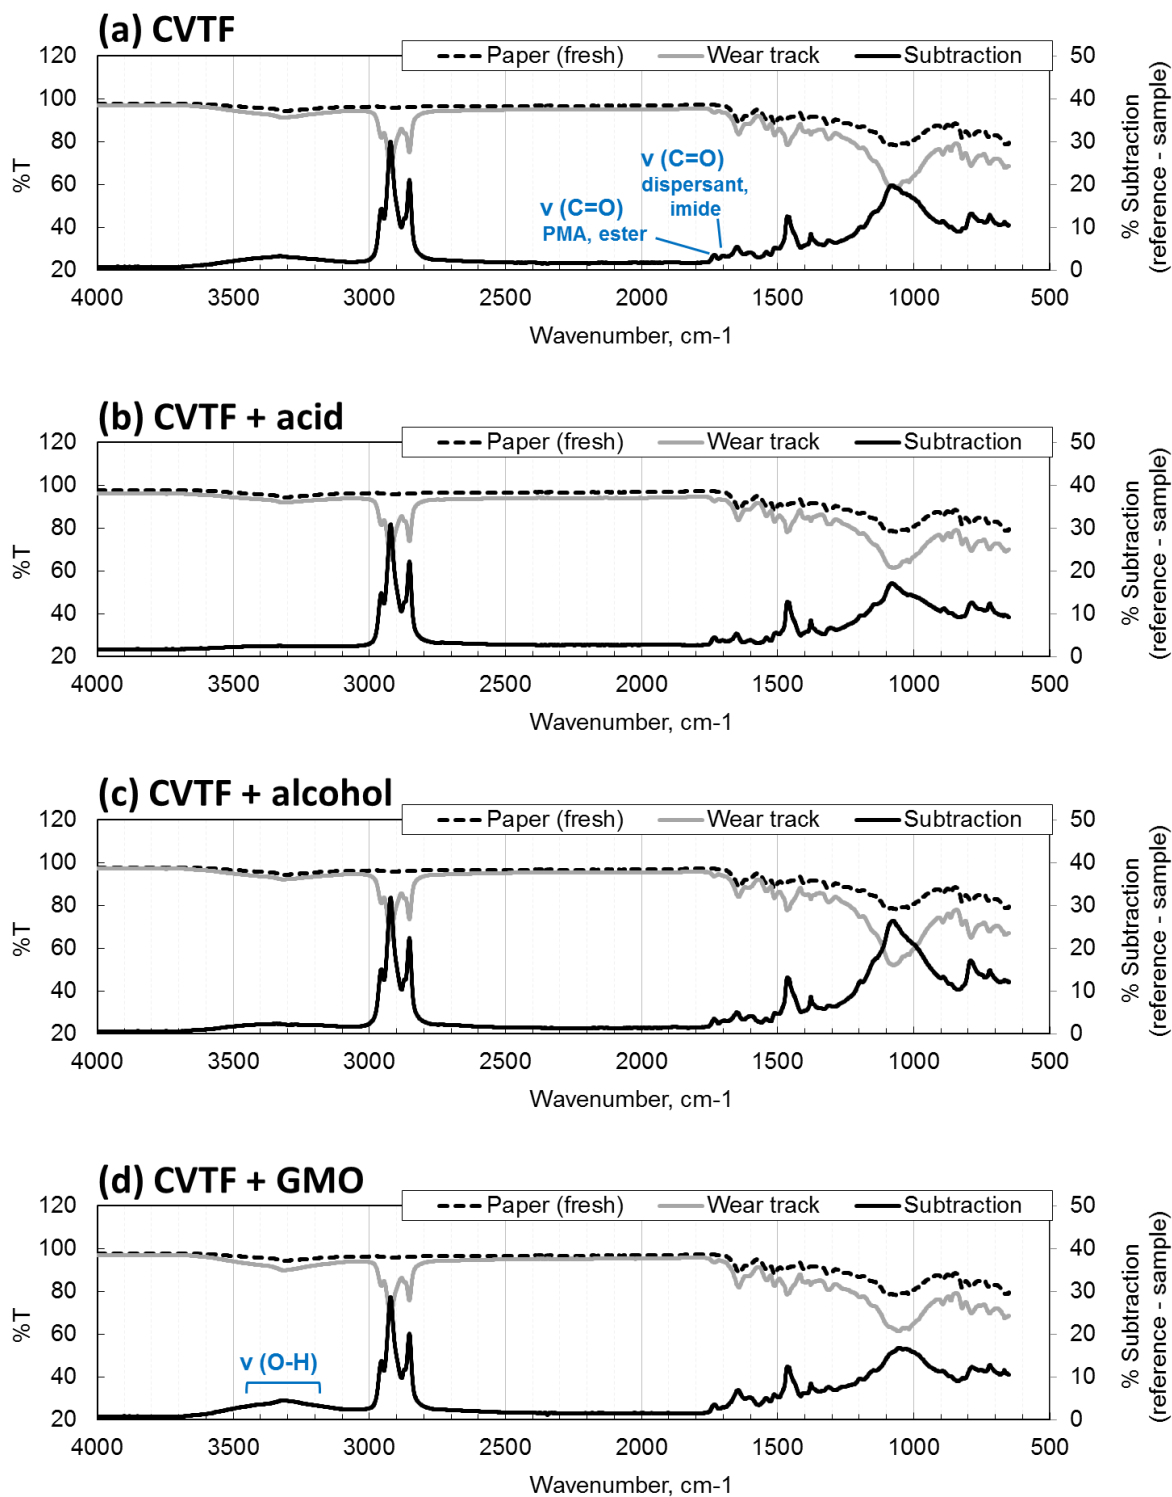 (a) CVTF
Paper (fresh) Wear track Subtraction
120 50
100 40
80 30
60 20
40 10
20 0
%T
% Subtraction
(reference - sample)
ν (C=O)
dispersant,
imide
ν (C=O)
PMA, ester
4000 3500 3000 2500 2000 1500 1000 500
Wavenumber, cm-1
(b) CVTF + acid
Paper (fresh) Wear track Subtraction
120 50
100 40
80 30
60 20
40 10
20 0
%T
% Subtraction
(reference - sample)
4000 3500 3000 2500 2000 1500 1000 500
Wavenumber, cm-1
(c) CVTF + alcohol
Paper (fresh) Wear track Subtraction
120 50
100 40
80 30
60 20
40 10
20 0
%T
% Subtraction
(reference - sample)
4000 3500 3000 2500 2000 1500 1000 500
Wavenumber, cm-1
(d) CVTF + GMO
Paper (fresh) Wear track Subtraction
120 50
100 40
80 30
60 20
40 10
20 0
%T
% Subtraction
(reference - sample)
ν (O-H)
4000 3500 3000 2500 2000 1500 1000 500
Wavenumber, cm-1